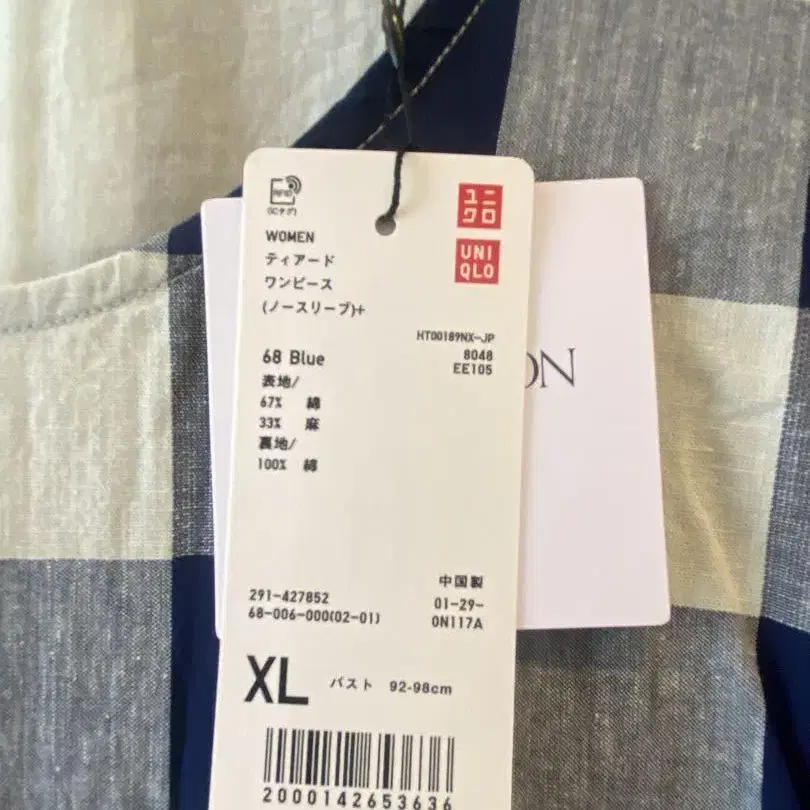 RFID
(ICタグ)
ユニ
クロ
UNI
QLO
WOMEN
ティアード
ワンピース
(ノースリーブ)+
HT00189NX-JP
8048
EE105
68 Blue
表地/
67% 綿
33% 麻
裏地/
100% 綿
ON
中国製
291-427852
01-29-
68-006-000(02-01)
0N117A
XL バスト 92-98cm
2000142653636